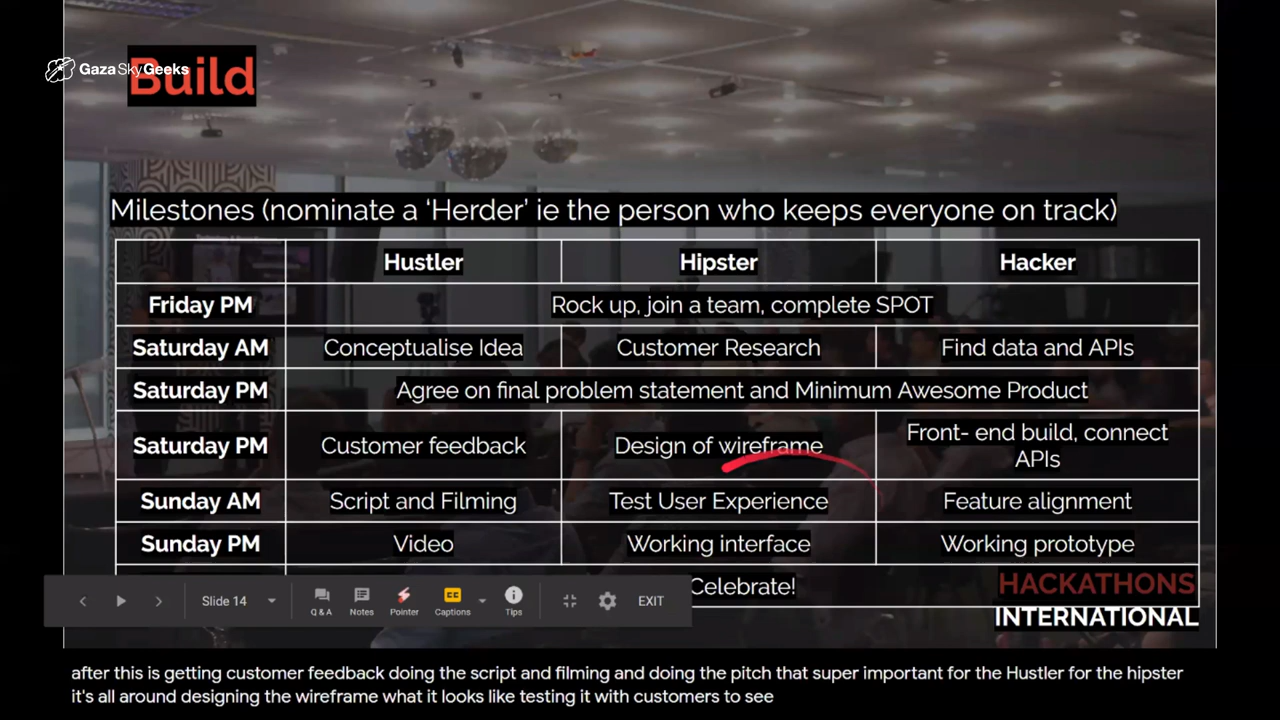 Gaza Sky Geeks
Build
Milestones (nominate a ‘Herder’ ie the person who keeps everyone on track)
Hustler Hipster Hacker
Friday PM Rock up, join a team, complete SPOT
Saturday AM Conceptualise Idea Customer Research Find data and APIs
Saturday PM Agree on final problem statement and Minimum Awesome Product
Saturday PM Customer feedback Design of wireframe Front- end build, connect
APIs
Sunday AM Script and Filming Test User Experience Feature alignment
Sunday PM Video Working interface Working prototype
Celebrate!
HACKATHONS
INTERNATIONAL
Slide 14 Q & A Notes Pointer Captions Tips EXIT
CC
after this is getting customer feedback doing the script and filming and doing the pitch that super important for the Hustler for the hipster
it's all around designing the wireframe what it looks like testing it with customers to see